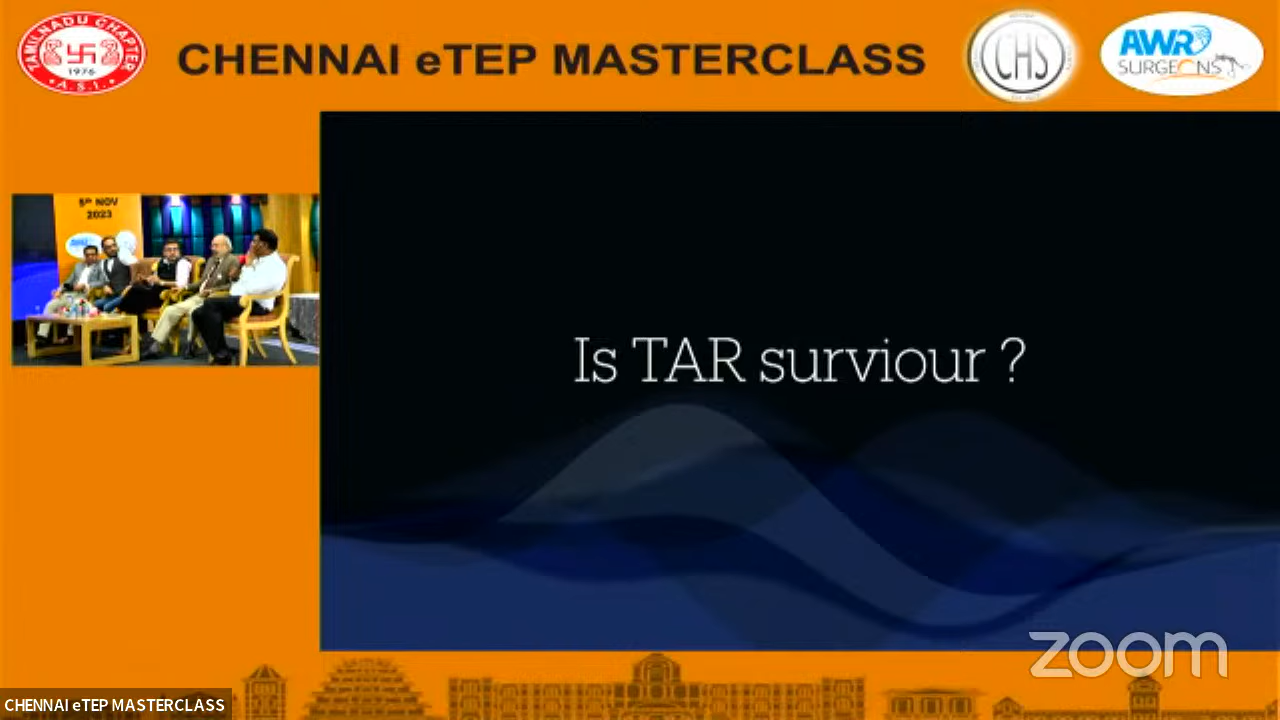 TAMILNADU CHAPTER
1976
A.S.I.
CHENNAI eTEP MASTERCLASS
CHS
AWR
SURGEONS
5th NOV
2023
Is TAR surviour ?
zoom
CHENNAI eTEP MASTERCLASS